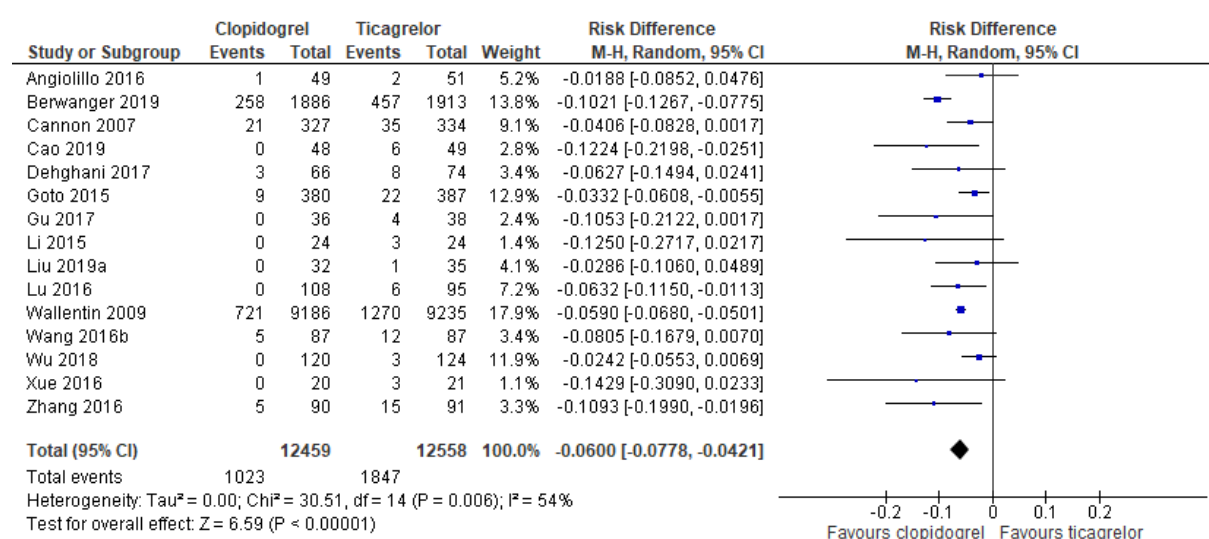 Clopidogrel Ticagrelor Risk Difference Risk Difference
Study or Subgroup Events Total Events Total Weight M-H, Random, 95% CI M-H, Random, 95% CI
Angiolillo 2016 1 49 2 51 5.2% -0.0188 [-0.0852, 0.0476]
Berwanger 2019 258 1886 457 1913 13.8% -0.1021 [-0.1267, -0.0775]
Cannon 2007 21 327 35 334 9.1% -0.0406 [-0.0828, 0.0017]
Cao 2019 0 48 6 49 2.8% -0.1224 [-0.2198, -0.0251]
Dehghani 2017 3 66 8 74 3.4% -0.0627 [-0.1494, 0.0241]
Goto 2015 9 380 22 387 12.9% -0.0332 [-0.0608, -0.0055]
Gu 2017 0 36 4 38 2.4% -0.1053 [-0.2122, 0.0017]
Li 2015 0 24 3 24 1.4% -0.1250 [-0.2717, 0.0217]
Liu 2019a 0 32 1 35 4.1% -0.0286 [-0.1060, 0.0489]
Lu 2016 0 108 6 95 7.2% -0.0632 [-0.1150, -0.0113]
Wallentin 2009 721 9186 1270 9235 17.9% -0.0590 [-0.0680, -0.0501]
Wang 2016b 5 87 12 87 3.4% -0.0805 [-0.1679, 0.0070]
Wu 2018 0 120 3 124 11.9% -0.0242 [-0.0553, 0.0069]
Xue 2016 0 20 3 21 1.1% -0.1429 [-0.3090, 0.0233]
Zhang 2016 5 90 15 91 3.3% -0.1093 [-0.1990, -0.0196]
Total (95% CI) 12459 12558 100.0% -0.0600 [-0.0778, -0.0421]
Total events 1023 1847
Heterogeneity: Tau² = 0.00; Chi² = 30.51, df = 14 (P = 0.006); I² = 54%
Test for overall effect: Z = 6.59 (P < 0.00001)
-0.2 -0.1 0 0.1 0.2
Favours clopidogrel Favours ticagrelor